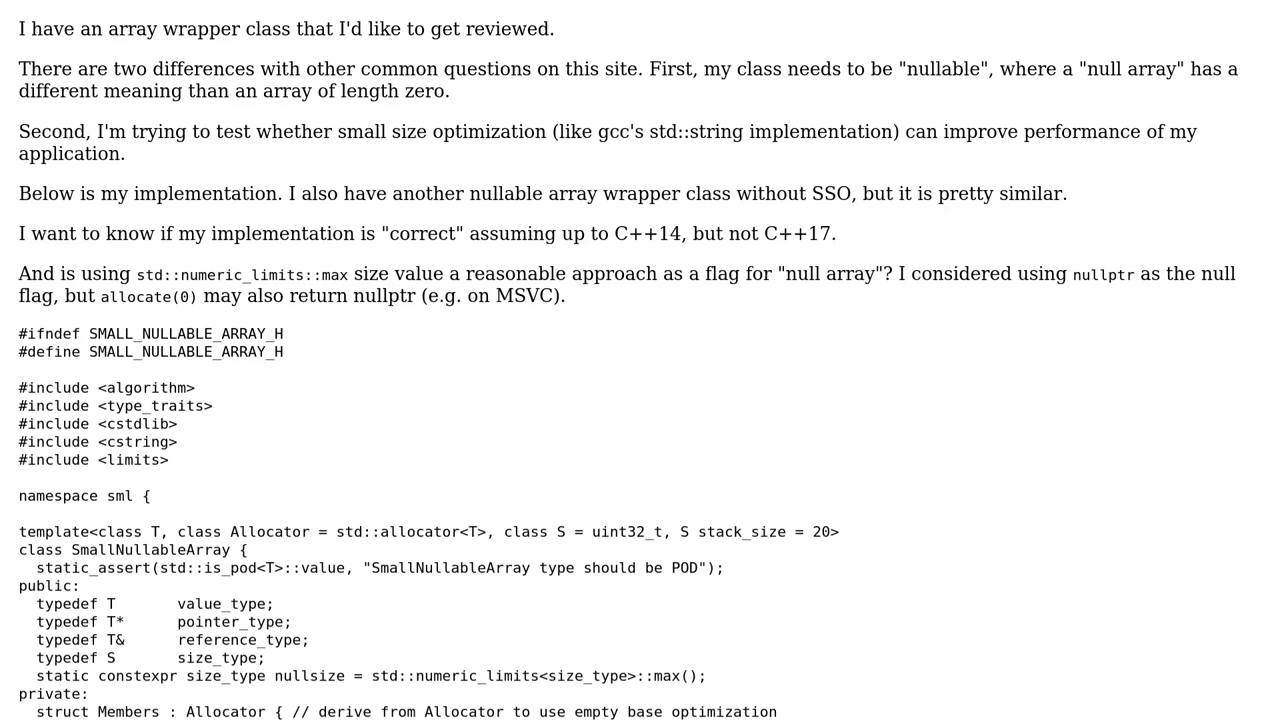 I have an array wrapper class that I'd like to get reviewed.
There are two differences with other common questions on this site. First, my class needs to be "nullable", where a "null array" has a
different meaning than an array of length zero.
Second, I'm trying to test whether small size optimization (like gcc's std::string implementation) can improve performance of my
application.
Below is my implementation. I also have another nullable array wrapper class without SSO, but it is pretty similar.
I want to know if my implementation is "correct" assuming up to C++14, but not C++17.
And is using std::numeric_limits::max size value a reasonable approach as a flag for "null array"? I considered using nullptr as the null
flag, but allocate(0) may also return nullptr (e.g. on MSVC).
#ifndef SMALL_NULLABLE_ARRAY_H
#define SMALL_NULLABLE_ARRAY_H
#include <algorithm>
#include <type_traits>
#include <cstdlib>
#include <cstring>
#include <limits>
namespace sml {
template<class T, class Allocator = std::allocator<T>, class S = uint32_t, S stack_size = 20>
class SmallNullableArray {
  static_assert(std::is_pod<T>::value, "SmallNullableArray type should be POD");
public:
  typedef T       value_type;
  typedef T*      pointer_type;
  typedef T&      reference_type;
  typedef S       size_type;
  static constexpr size_type nullsize = std::numeric_limits<size_type>::max();
private:
  struct Members : Allocator { // derive from Allocator to use empty base optimization